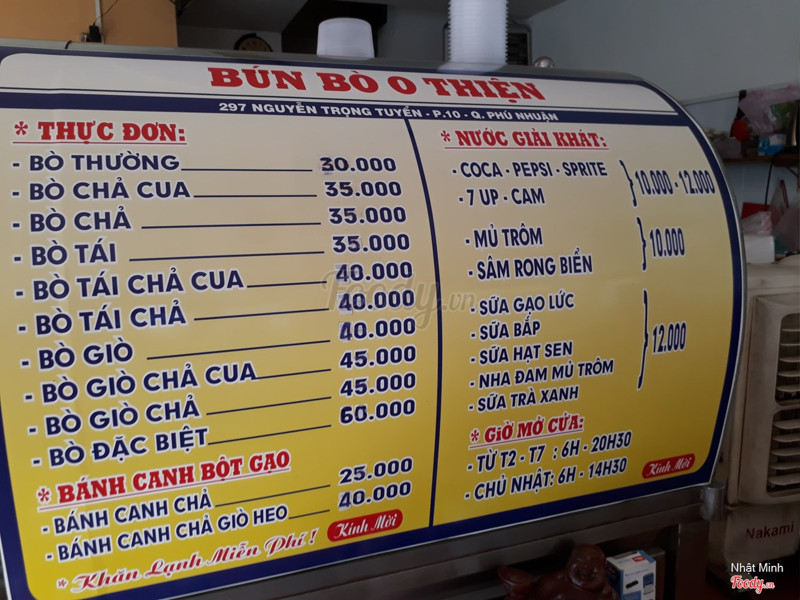 BÚN BÒ O THIỆN
297 NGUYỄN TRỌNG TUYỂN - P.10 - Q. PHÚ NHUẬN
* THỰC ĐƠN:
- BÒ THƯỜNG 30.000
- BÒ CHẢ CUA 35.000
- BÒ CHẢ 35.000
- BÒ TÁI 35.000
- BÒ TÁI CHẢ CUA 40.000
- BÒ TÁI CHẢ 40.000
- BÒ GIÒ 40.000
- BÒ GIÒ CHẢ CUA 45.000
- BÒ GIÒ CHẢ 45.000
- BÒ ĐẶC BIỆT 60.000
* BÁNH CANH BỘT GẠO
- BÁNH CANH CHẢ 25.000
- BÁNH CANH CHẢ GIÒ HEO 40.000
* Khăn Lạnh Miễn Phí !
Kính Mời
* NƯỚC GIẢI KHÁT:
- COCA - PEPSI - SPRITE
- 7 UP - CAM
10.000 - 12.000
- MỦ TRÔM
- SÂM RONG BIỂN
10.000
- SỮA GẠO LỨC
- SỮA BẮP
- SỮA HẠT SEN
- NHA ĐAM MỦ TRÔM
- SỮA TRÀ XANH
12.000
* GIỜ MỞ CỬA:
- TỪ T2 - T7 : 6H - 20H30
- CHỦ NHẬT: 6H - 14H30
Kính Mời
Foody.vn
Nakami
Nhật Minh
Foody.vn